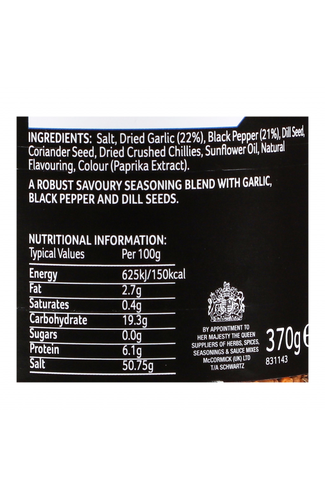 INGREDIENTS: Salt, Dried Garlic (22%), Black Pepper (21%), Dill Seed,
Coriander Seed, Dried Crushed Chillies, Sunflower Oil, Natural
Flavouring, Colour (Paprika Extract).
A ROBUST SAVOURY SEASONING BLEND WITH GARLIC,
BLACK PEPPER AND DILL SEEDS.
NUTRITIONAL INFORMATION:
Typical Values Per 100g
Energy 625kJ/150kcal
Fat 2.7g
Saturates 0.4g
Carbohydrate 19.3g
Sugars 0.0g
Protein 6.1g
Salt 50.75g
BY APPOINTMENT TO
HER MAJESTY THE QUEEN
SUPPLIERS OF HERBS, SPICES,
SEASONINGS & SAUCE MIXES
McCORMICK (UK) LTD
T/A SCHWARTZ
370g e
831143